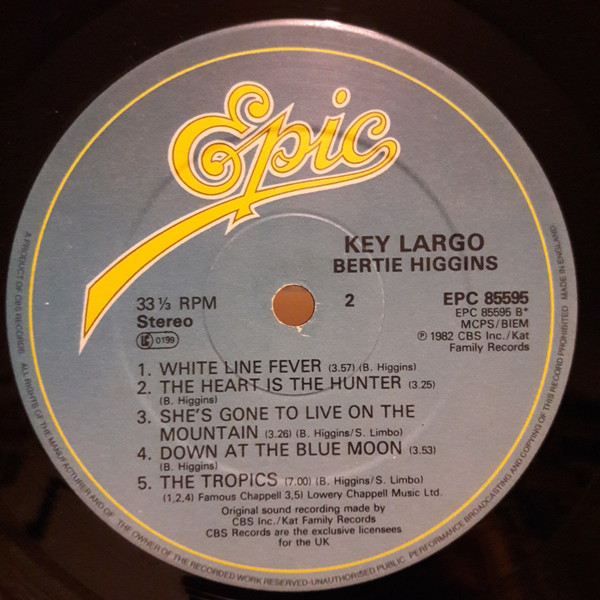 Epic
KEY LARGO
BERTIE HIGGINS
33⅓ RPM
Stereo
LC 0199
2
EPC 85595
EPC 85595 B*
MCPS/BIEM
℗ 1982 CBS Inc./Kat
Family Records
1. WHITE LINE FEVER (3.57) (B. Higgins)
2. THE HEART IS THE HUNTER (3.25)
(B. Higgins)
3. SHE'S GONE TO LIVE ON THE
MOUNTAIN (3.26) (B. Higgins/S. Limbo)
4. DOWN AT THE BLUE MOON (3.53)
(B. Higgins)
5. THE TROPICS (7.00) (B. Higgins/S. Limbo)
(1,2,4) Famous Chappell 3,5) Lowery Chappell Music Ltd.
Original sound recording made by
CBS Inc./Kat Family Records
CBS Records are the exclusive licensees
for the UK
A PRODUCT OF CBS RECORDS. ALL RIGHTS OF THE MANUFACTURER AND OF THE OWNER OF THE RECORDED WORK RESERVED-UNAUTHORISED PUBLIC PERFORMANCE BROADCASTING AND COPYING OF THIS RECORD PROHIBITED MADE IN ENGLAND.